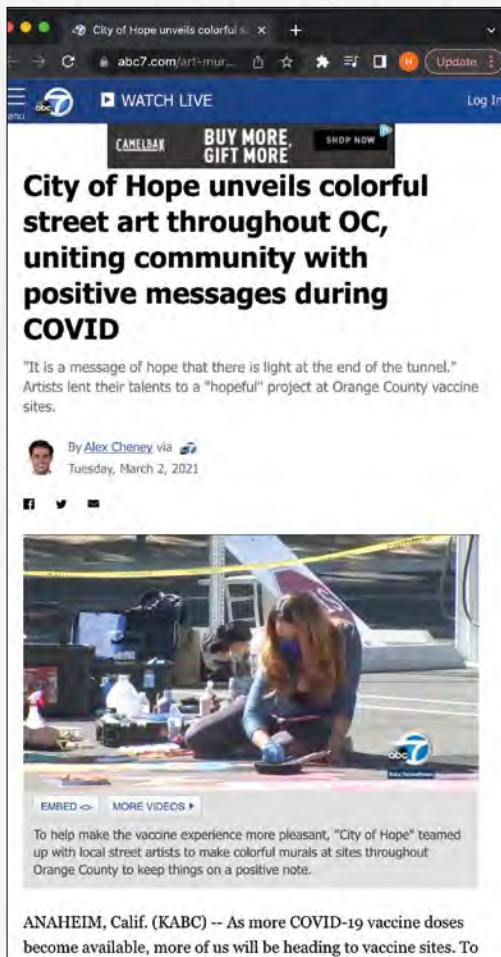 City of Hope unveils colorful s
abc7.com/art-mur...
H
Update
enu
abc 7
WATCH LIVE
Log In
CAMELBAK
BUY MORE,
GIFT MORE
SHOP NOW
City of Hope unveils colorful
street art throughout OC,
uniting community with
positive messages during
COVID
"It is a message of hope that there is light at the end of the tunnel."
Artists lent their talents to a "hopeful" project at Orange County vaccine
sites.
By Alex Cheney via
Tuesday, March 2, 2021
abc 7
EMBED <>
MORE VIDEOS
To help make the vaccine experience more pleasant, "City of Hope" teamed
up with local street artists to make colorful murals at sites throughout
Orange County to keep things on a positive note.
ANAHEIM, Calif. (KABC) -- As more COVID-19 vaccine doses
become available, more of us will be heading to vaccine sites. To